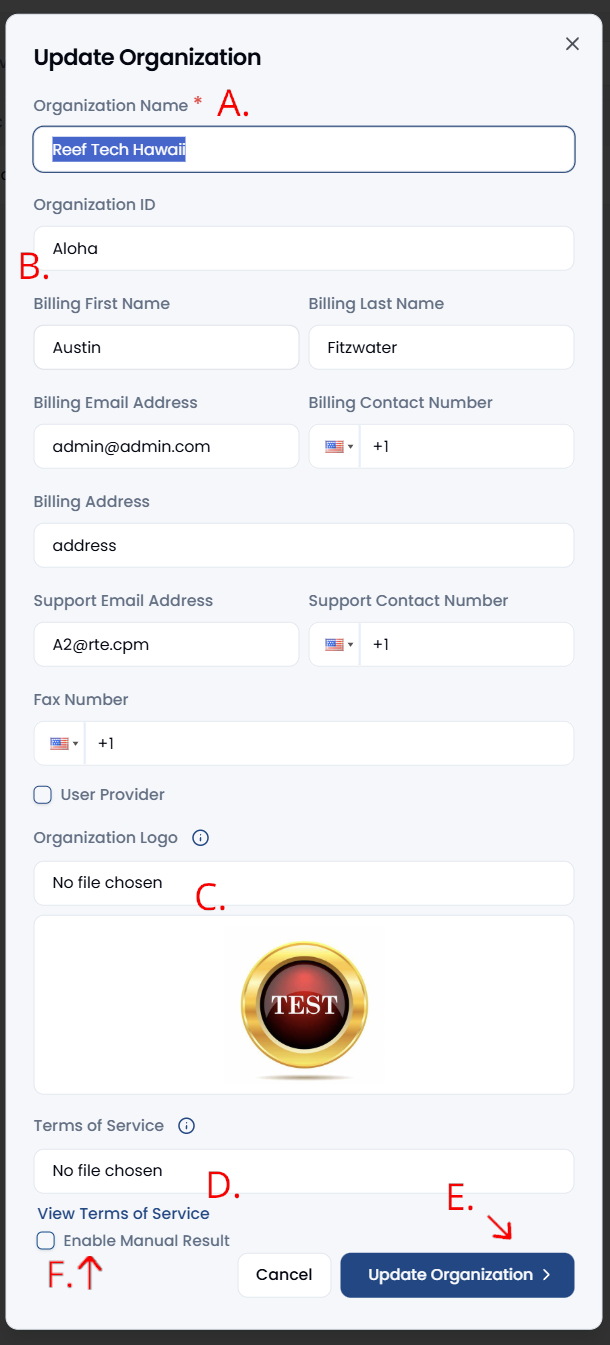 Update Organization
Organization Name * A.
Reef Tech Hawaii
Organization ID
Aloha
B.
Billing First Name Billing Last Name
Austin Fitzwater
Billing Email Address Billing Contact Number
admin@admin.com +1
Billing Address
address
Support Email Address Support Contact Number
A2@rte.cpm +1
Fax Number
+1
User Provider
Organization Logo
No file chosen
C.
TEST
Terms of Service
No file chosen
D.
View Terms of Service
E.
Enable Manual Result
F.
Cancel Update Organization